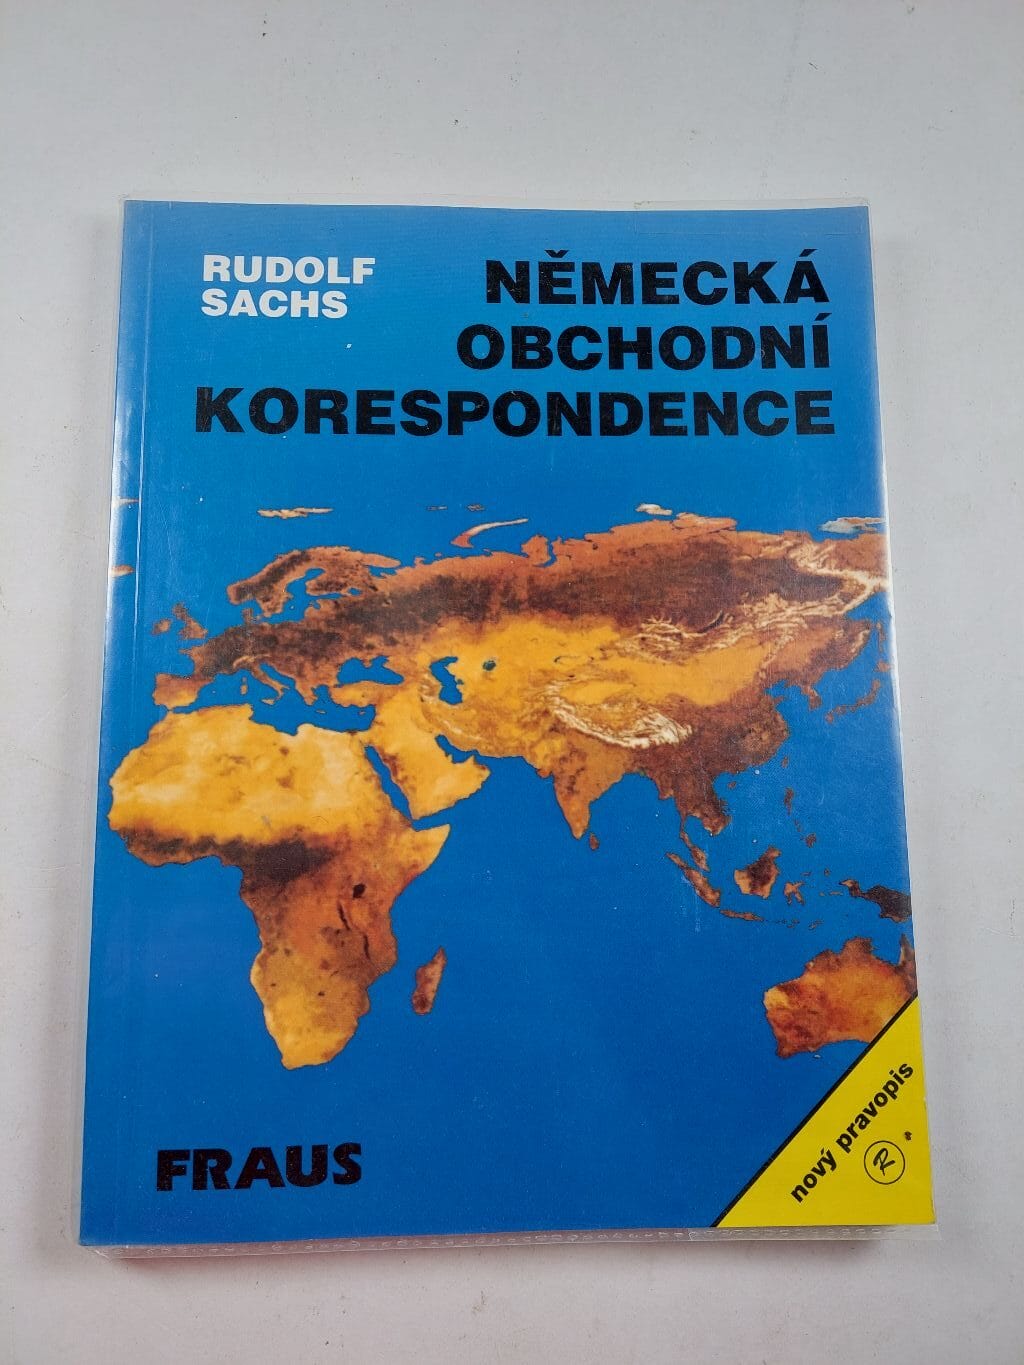 RUDOLF
SACHS
NĚMECKÁ
OBCHODNÍ
KORESPONDENCE
FRAUS
nový pravopis
R